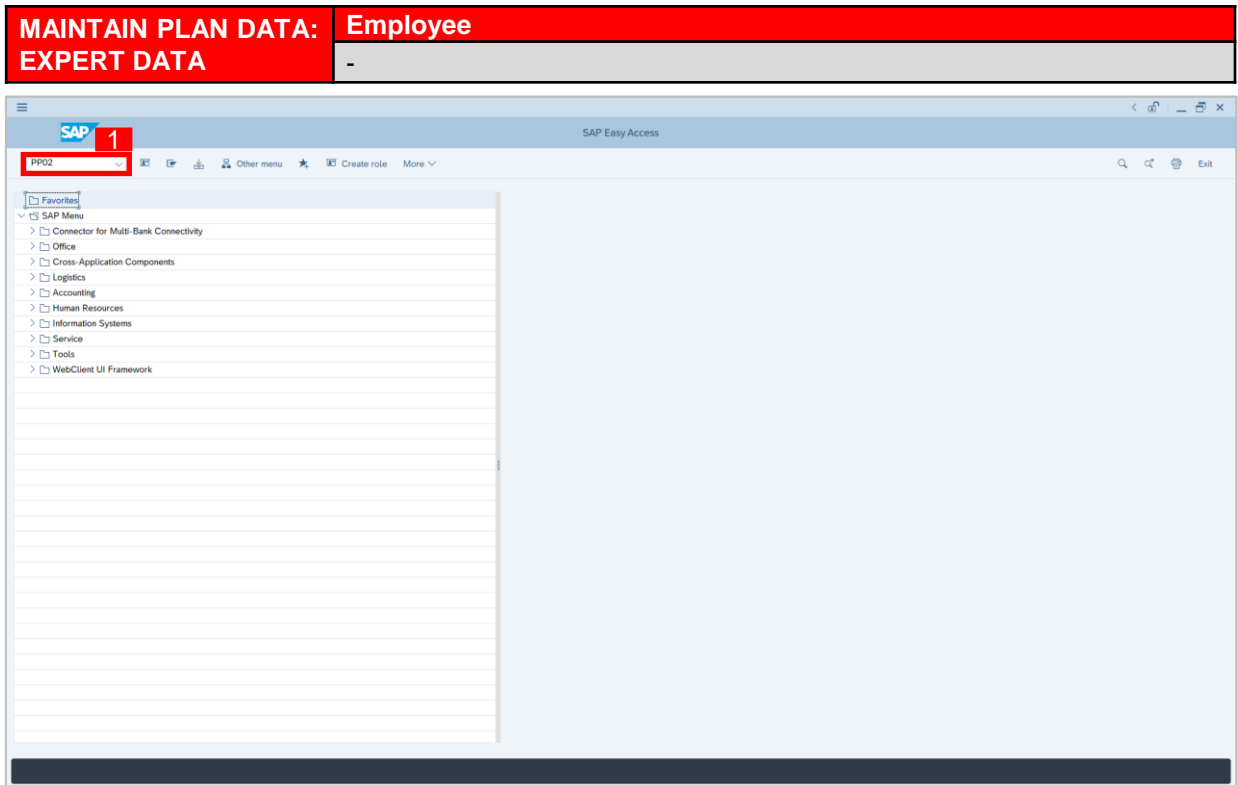 MAINTAIN PLAN DATA:
EXPERT DATA
Employee
-
SAP
1
SAP Easy Access
PP02
Other menu
Create role
More
Exit
Favorites
SAP Menu
Connector for Multi-Bank Connectivity
Office
Cross-Application Components
Logistics
Accounting
Human Resources
Information Systems
Service
Tools
WebClient UI Framework